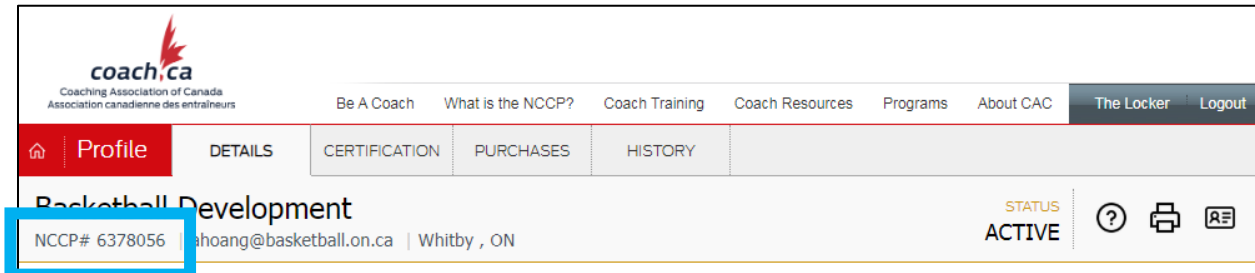 coach.ca
Coaching Association of Canada
Association canadienne des entraîneurs
Be A Coach What is the NCCP? Coach Training Coach Resources Programs About CAC The Locker Logout
Profile DETAILS CERTIFICATION PURCHASES HISTORY
Basketball Development
NCCP# 6378056 | ahoang@basketball.on.ca | Whitby , ON
STATUS
ACTIVE